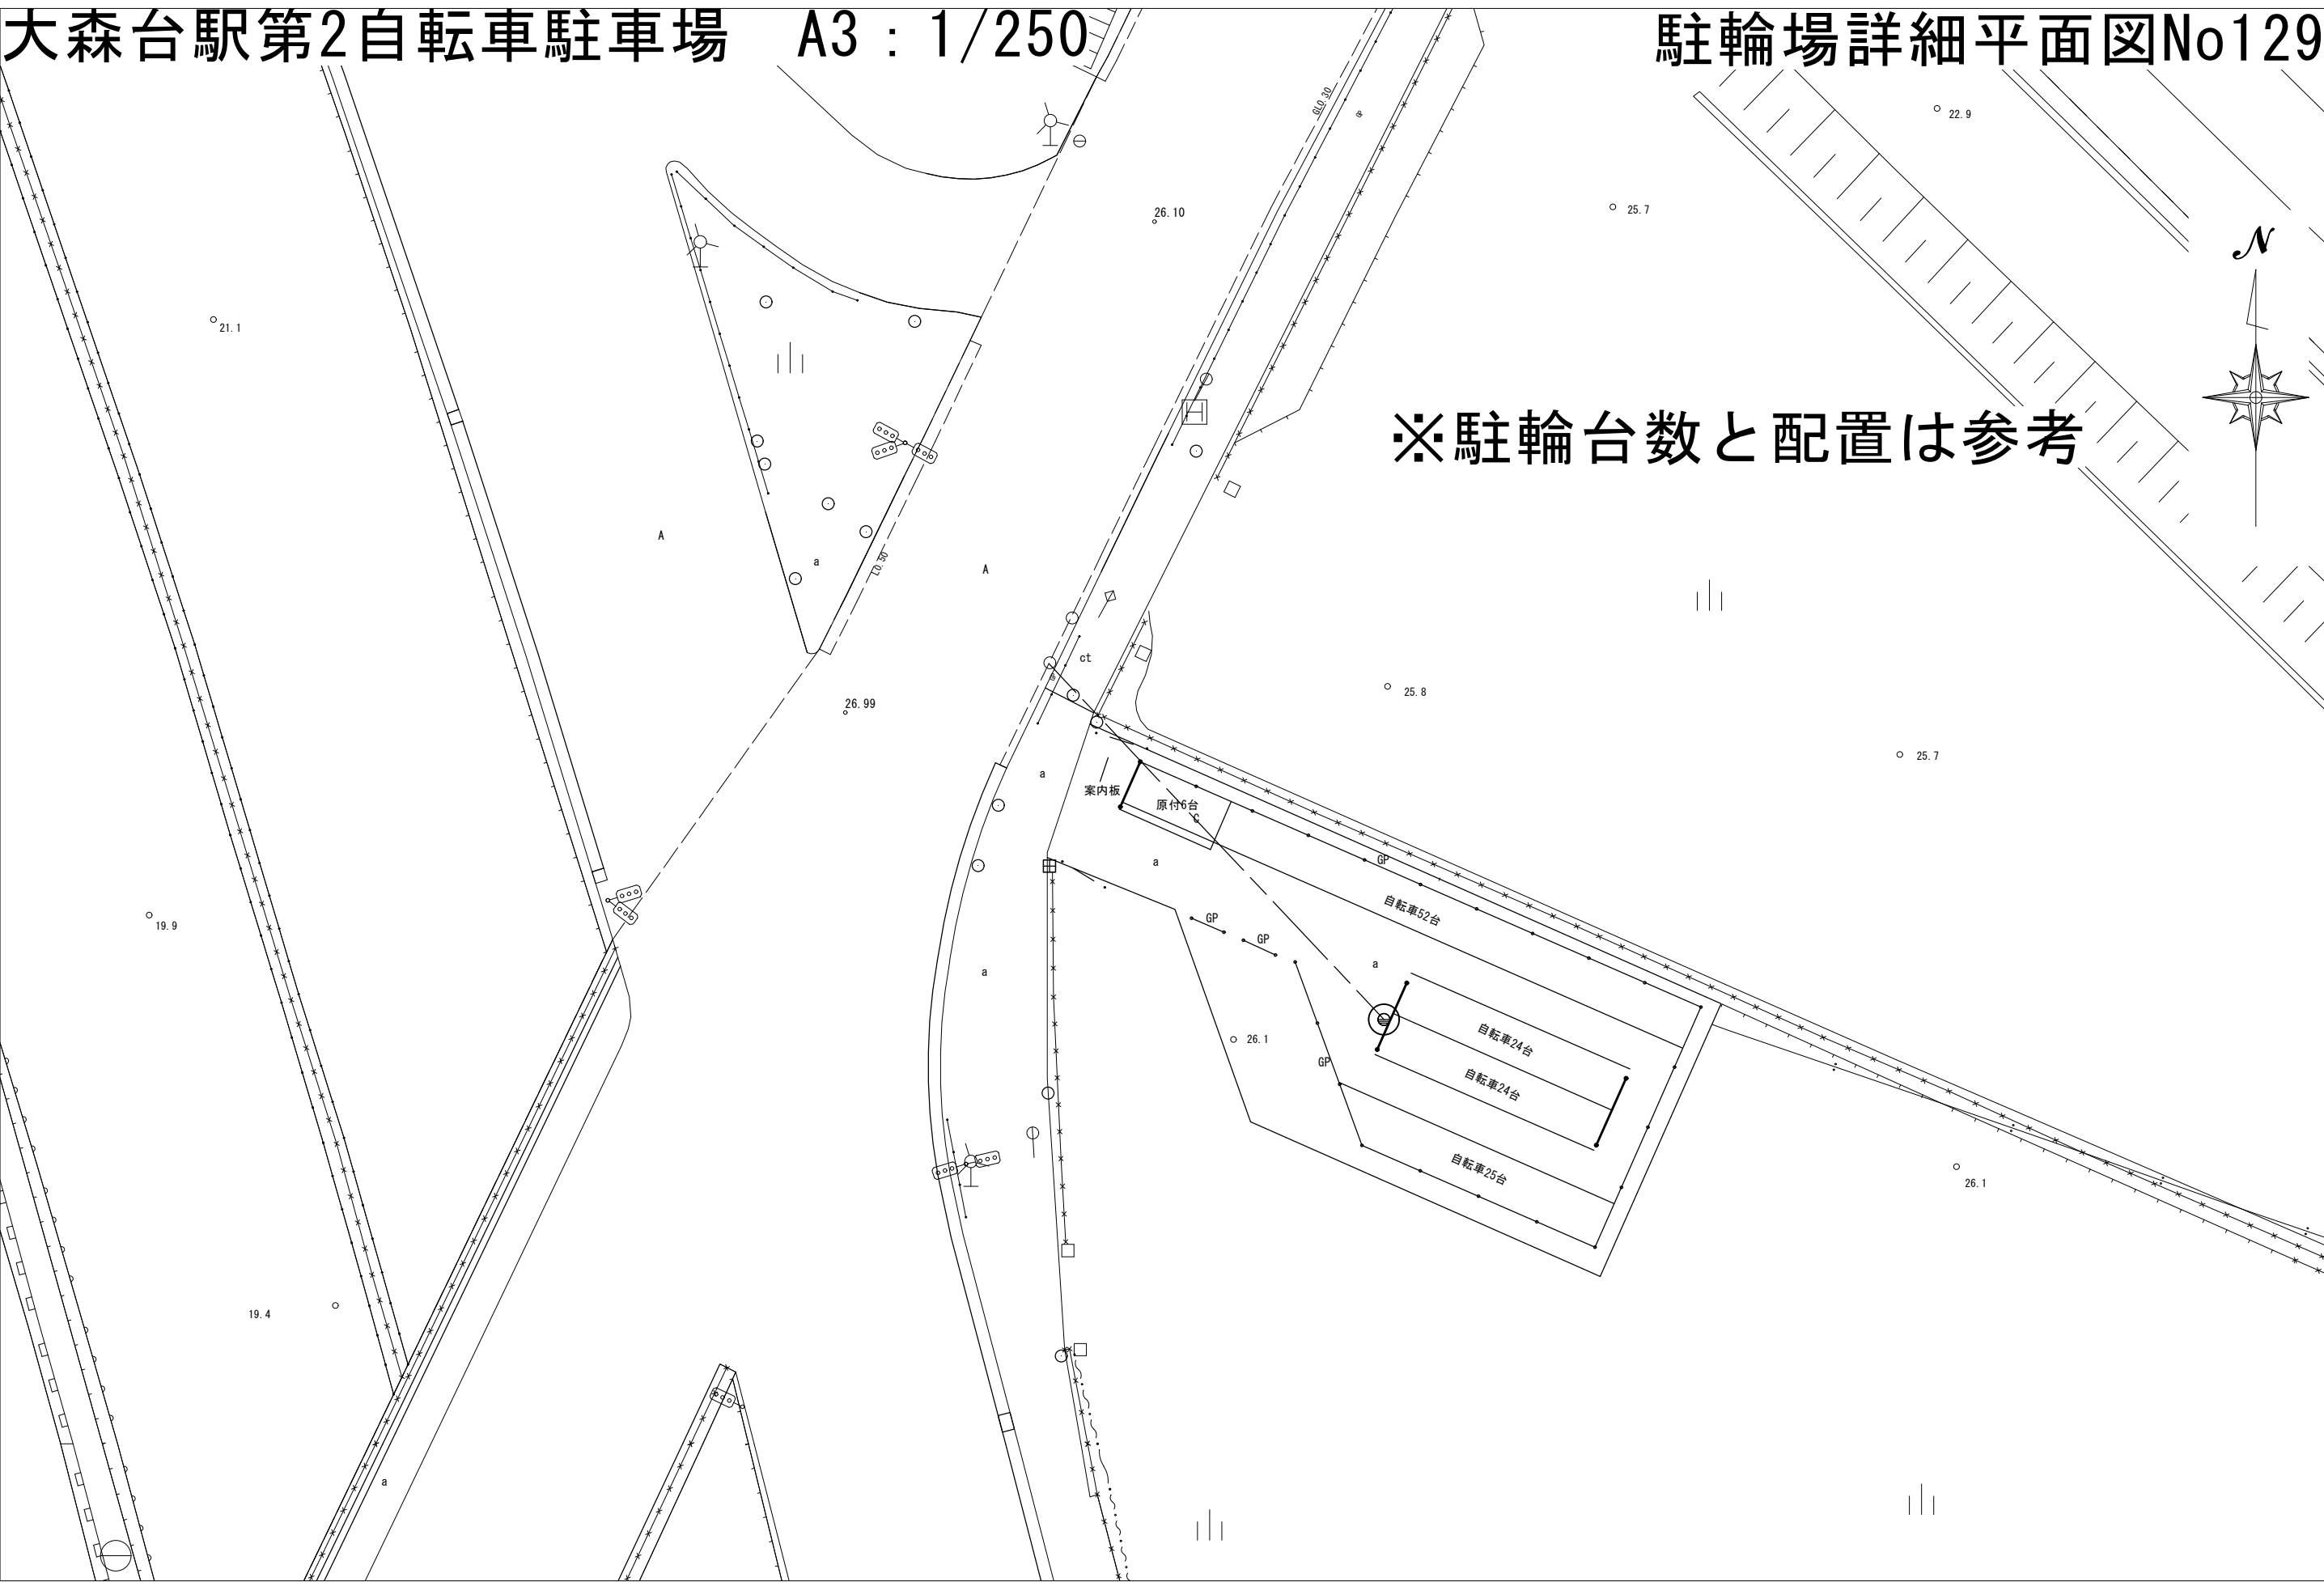 大森台駅第2自転車駐車場　A3：1/250
駐輪場詳細平面図No129
GLO.30
22.9
26.10
25.7
N
21.1
※駐輪台数と配置は参考
A
a
LO.50
A
ct
25.8
26.99
25.7
a
案内板
原付6台
C
a
GP
自転車52台
GP
GP
19.9
a
a
26.1
GP
自転車24台
自転車24台
自転車25台
26.1
19.4
a